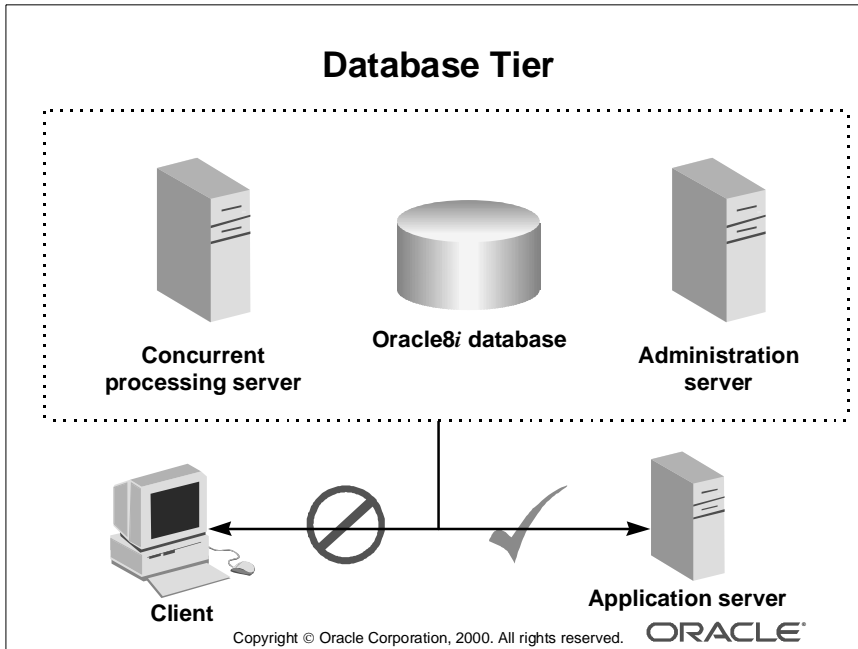 Database Tier
Concurrent
processing server
Oracle8i database
Administration
server
Client
Application server
Copyright © Oracle Corporation, 2000. All rights reserved.
ORACLE®